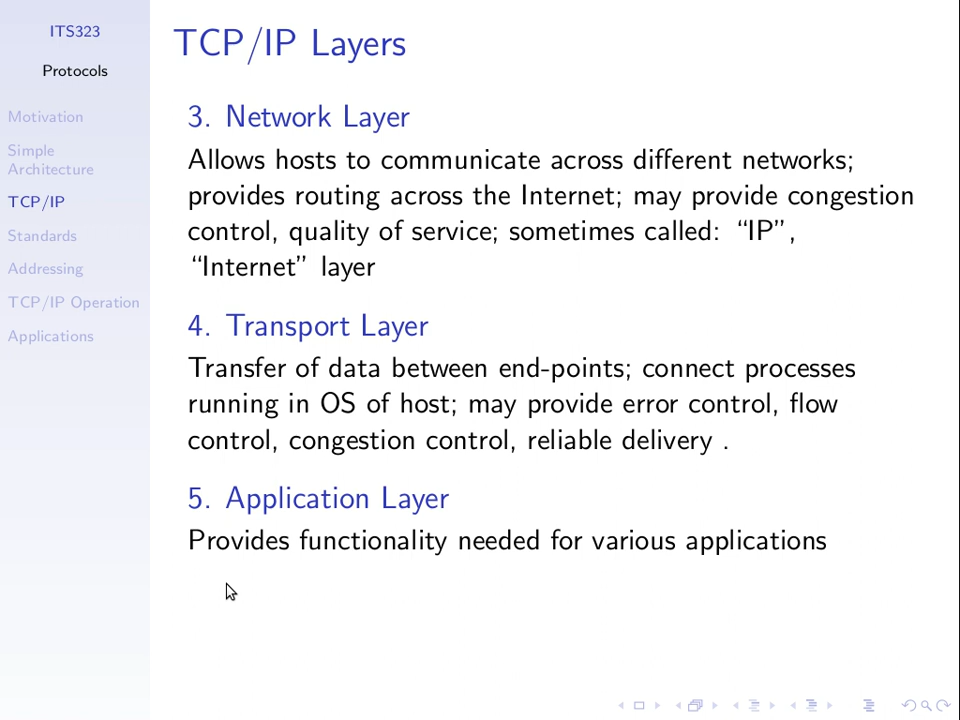 ITS323
Protocols
Motivation
Simple
Architecture
TCP/IP
Standards
Addressing
TCP/IP Operation
Applications
TCP/IP Layers
3. Network Layer
Allows hosts to communicate across different networks;
provides routing across the Internet; may provide congestion
control, quality of service; sometimes called: “IP”,
“Internet” layer
4. Transport Layer
Transfer of data between end-points; connect processes
running in OS of host; may provide error control, flow
control, congestion control, reliable delivery .
5. Application Layer
Provides functionality needed for various applications